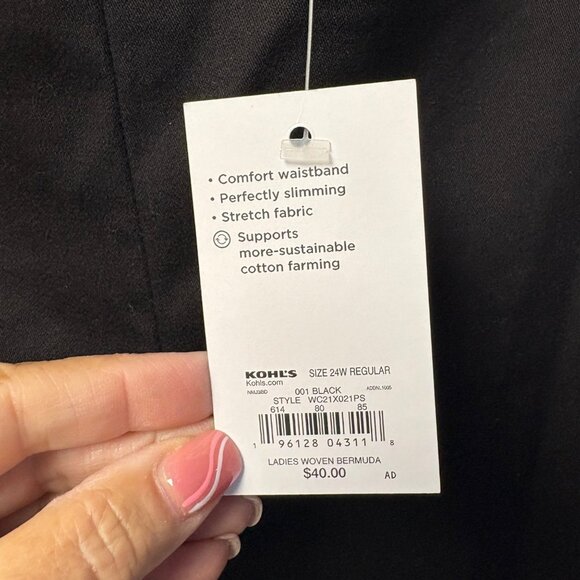 • Comfort waistband
• Perfectly slimming
• Stretch fabric
Supports
more-sustainable
cotton farming
KOHL'S SIZE 24W REGULAR
Kohls.com
001 BLACK
STYLE WC21X021PS
614 80 85
1 96128 04311 8
LADIES WOVEN BERMUDA
$40.00 AD